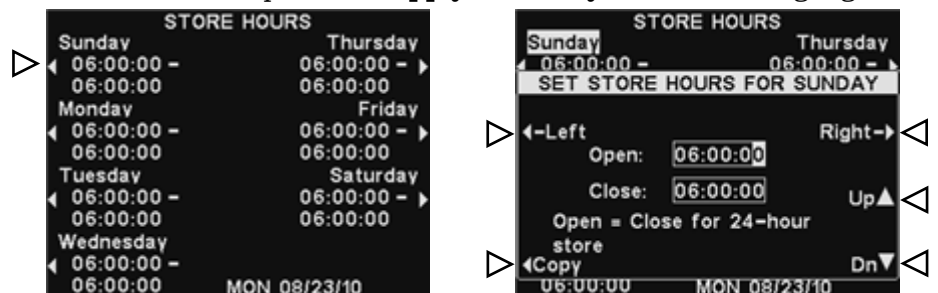 STORE HOURS
Sunday Thursday
06:00:00 - 06:00:00 -
06:00:00 06:00:00
Monday Friday
06:00:00 - 06:00:00 -
06:00:00 06:00:00
Tuesday Saturday
06:00:00 - 06:00:00 -
06:00:00 06:00:00
Wednesday
06:00:00 -
06:00:00 MON 08/23/10
STORE HOURS
Sunday Thursday
06:00:00 - 06:00:00 -
SET STORE HOURS FOR SUNDAY
-Left Right-
Open: 06:00:00
Close: 06:00:00
Up
Open = Close for 24-hour
store
Copy Dn
06:00:00 MON 08/23/10